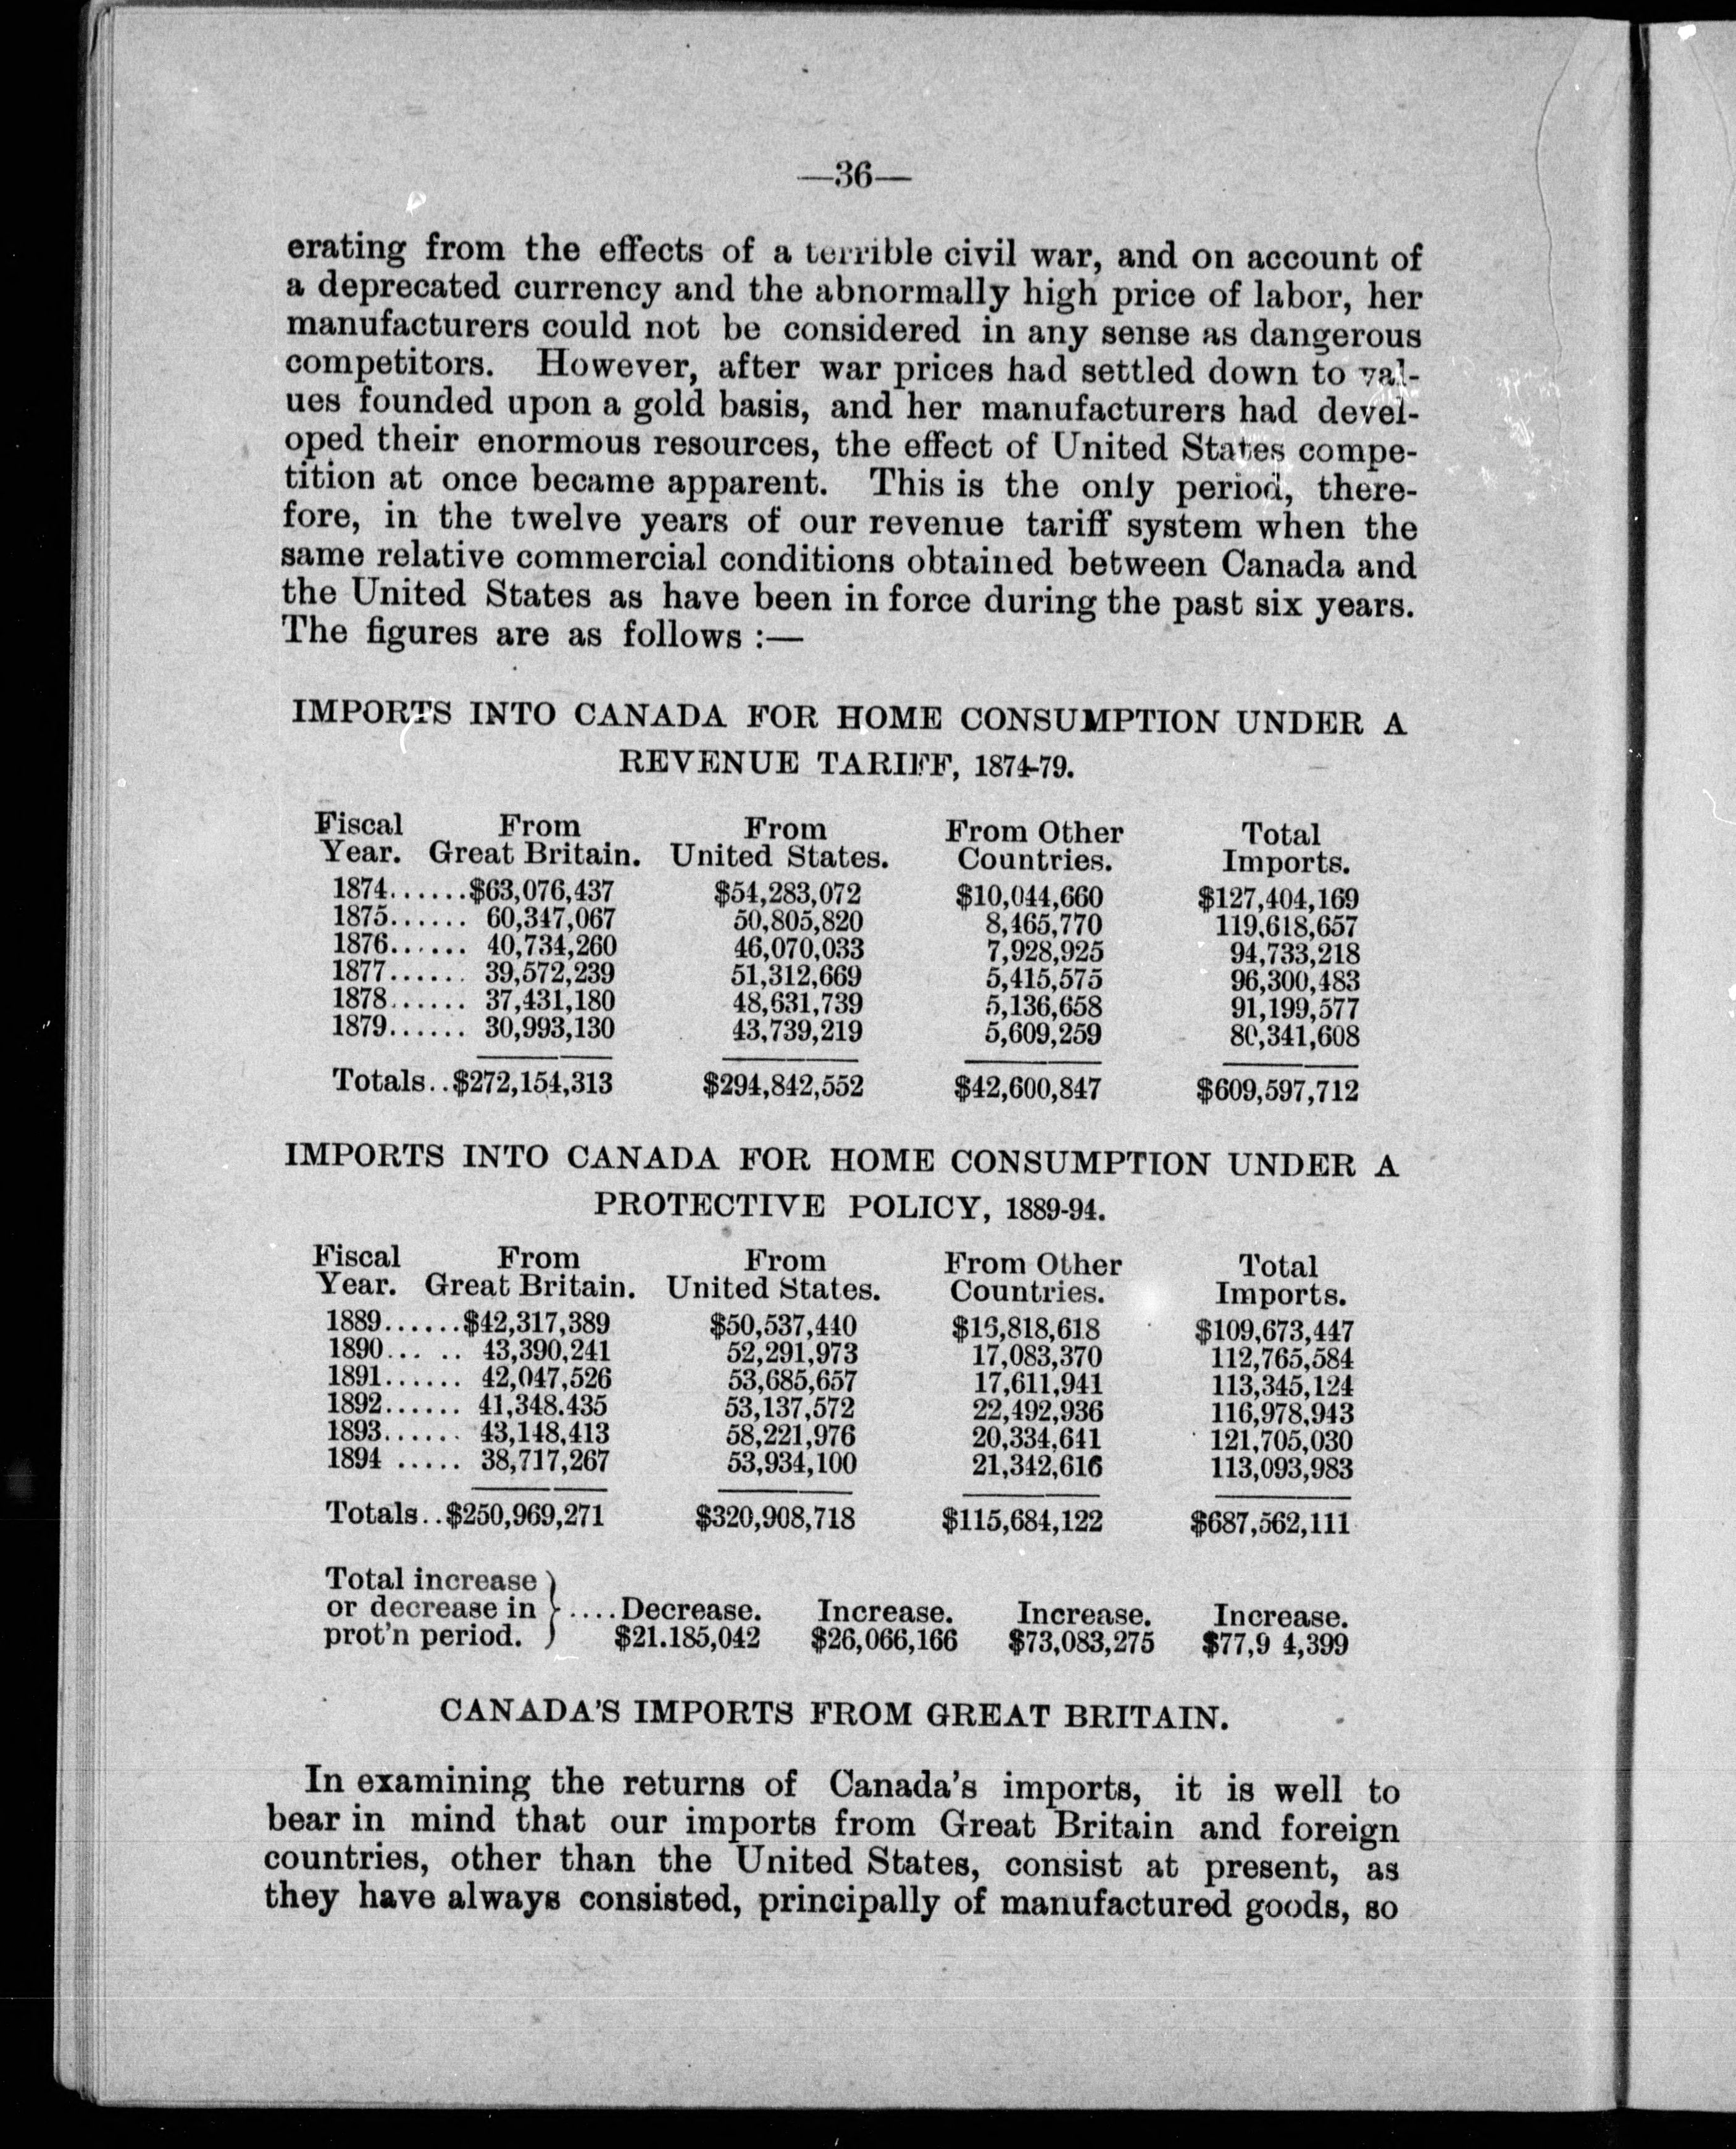 —36—
erating from the effects of a terrible civil war, and on account of
a deprecated currency and the abnormally high price of labor, her
manufacturers could not be considered in any sense as dangerous
competitors. However, after war prices had settled down to val-
ues founded upon a gold basis, and her manufacturers had devel-
oped their enormous resources, the effect of United States compe-
tition at once became apparent. This is the only period, there-
fore, in the twelve years of our revenue tariff system when the
same relative commercial conditions obtained between Canada and
the United States as have been in force during the past six years.
The figures are as follows :—
IMPORTS INTO CANADA FOR HOME CONSUMPTION UNDER A
REVENUE TARIFF, 1874-79.
Fiscal From From From Other Total
Year. Great Britain. United States. Countries. Imports.
1874......$63,076,437 $54,283,072 $10,044,660 $127,404,169
1875...... 60,347,067 50,805,820 8,465,770 119,618,657
1876...... 40,734,260 46,070,033 7,928,925 94,733,218
1877...... 39,572,239 51,312,669 5,415,575 96,300,483
1878...... 37,431,180 48,631,739 5,136,658 91,199,577
1879...... 30,993,130 43,739,219 5,609,259 80,341,608
Totals..$272,154,313 $294,842,552 $42,600,847 $609,597,712
IMPORTS INTO CANADA FOR HOME CONSUMPTION UNDER A
PROTECTIVE POLICY, 1889-94.
Fiscal From From From Other Total
Year. Great Britain. United States. Countries. Imports.
1889......$42,317,389 $50,537,440 $16,818,618 $109,673,447
1890... .. 43,390,241 52,291,973 17,083,370 112,765,584
1891...... 42,047,526 53,685,657 17,611,941 113,345,124
1892...... 41,348.435 53,137,572 22,492,936 116,978,943
1893...... 43,148,413 58,221,976 20,334,641 121,705,030
1894 ..... 38,717,267 53,934,100 21,342,616 113,093,983
Totals..$250,969,271 $320,908,718 $115,684,122 $687,562,111
Total increase
or decrease in }....Decrease. Increase. Increase. Increase.
prot'n period. $21.185,042 $26,066,166 $73,083,275 $77,9 4,399
CANADA'S IMPORTS FROM GREAT BRITAIN.
In examining the returns of Canada's imports, it is well to
bear in mind that our imports from Great Britain and foreign
countries, other than the United States, consist at present, as
they have always consisted, principally of manufactured goods, so